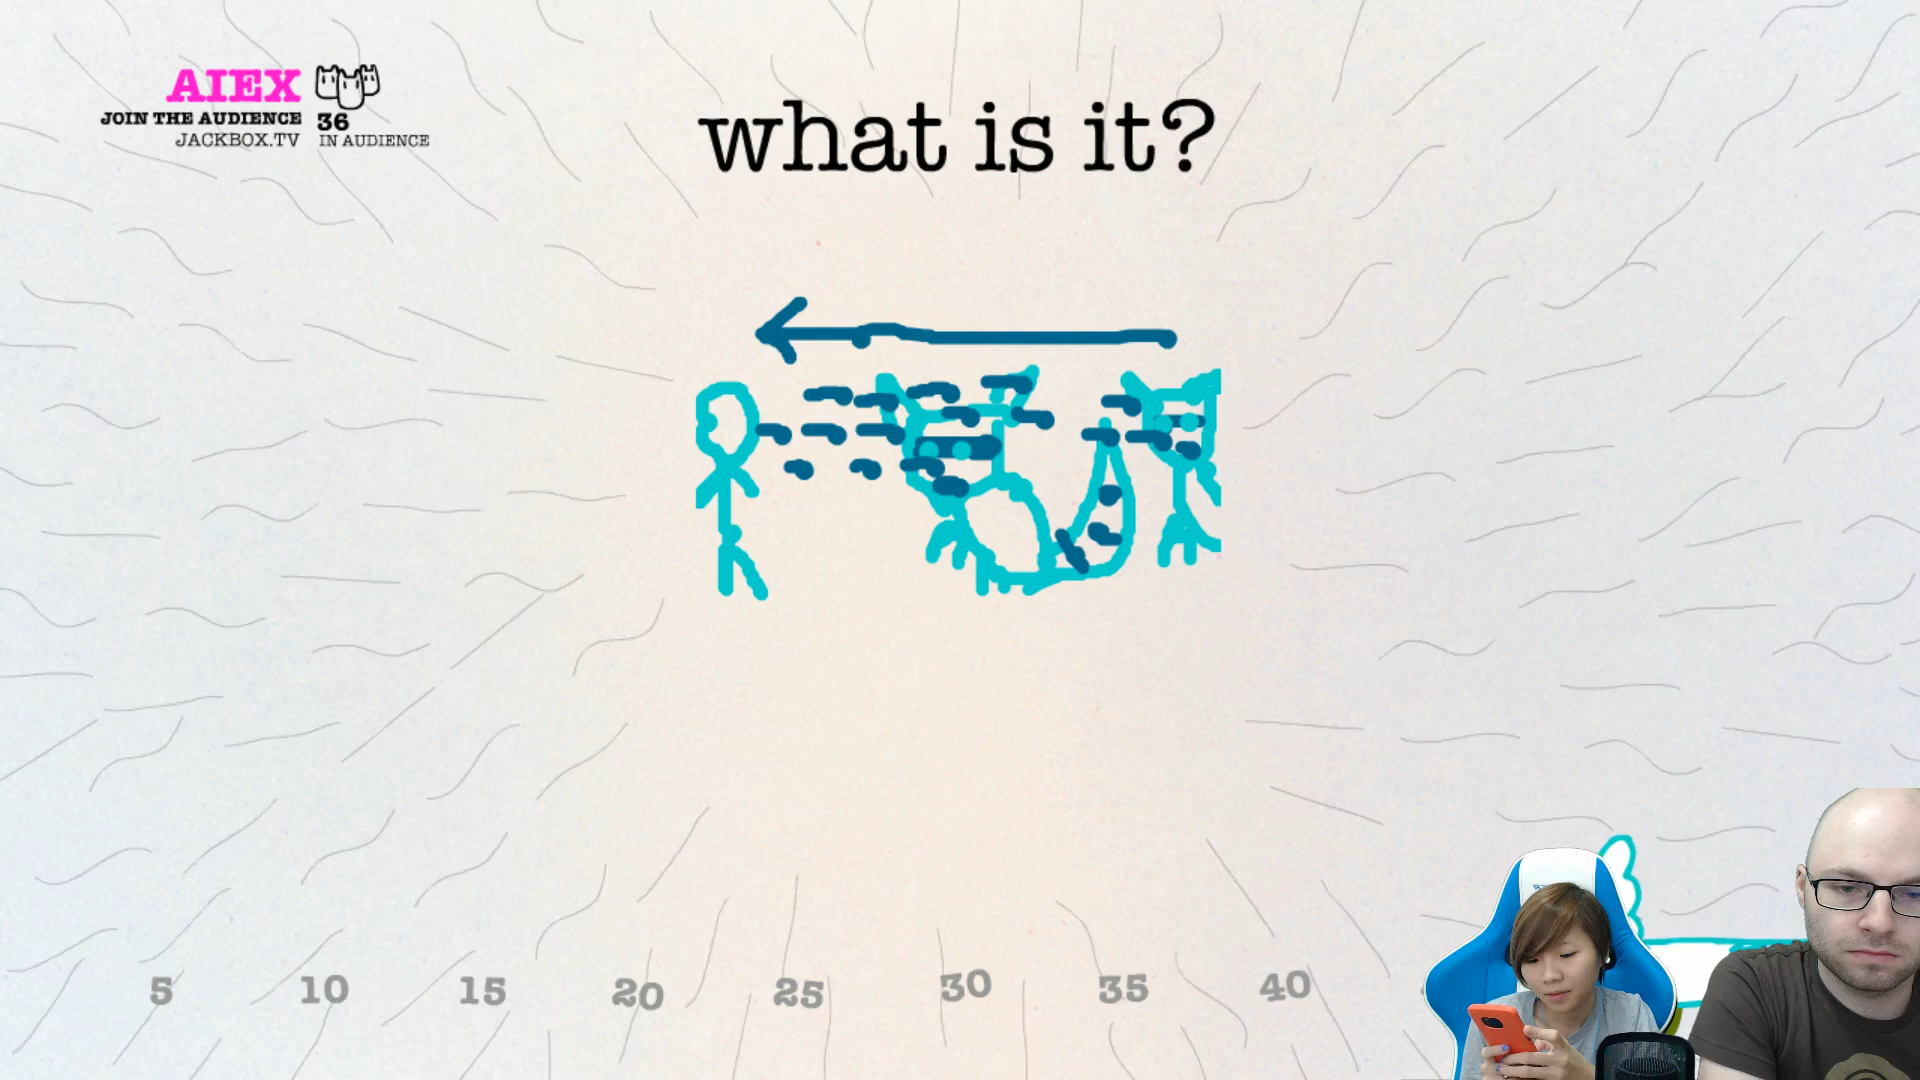 AIEX
JOIN THE AUDIENCE
JACKBOX.TV
36
IN AUDIENCE
what is it?
5 10 15 20 25 30 35 40